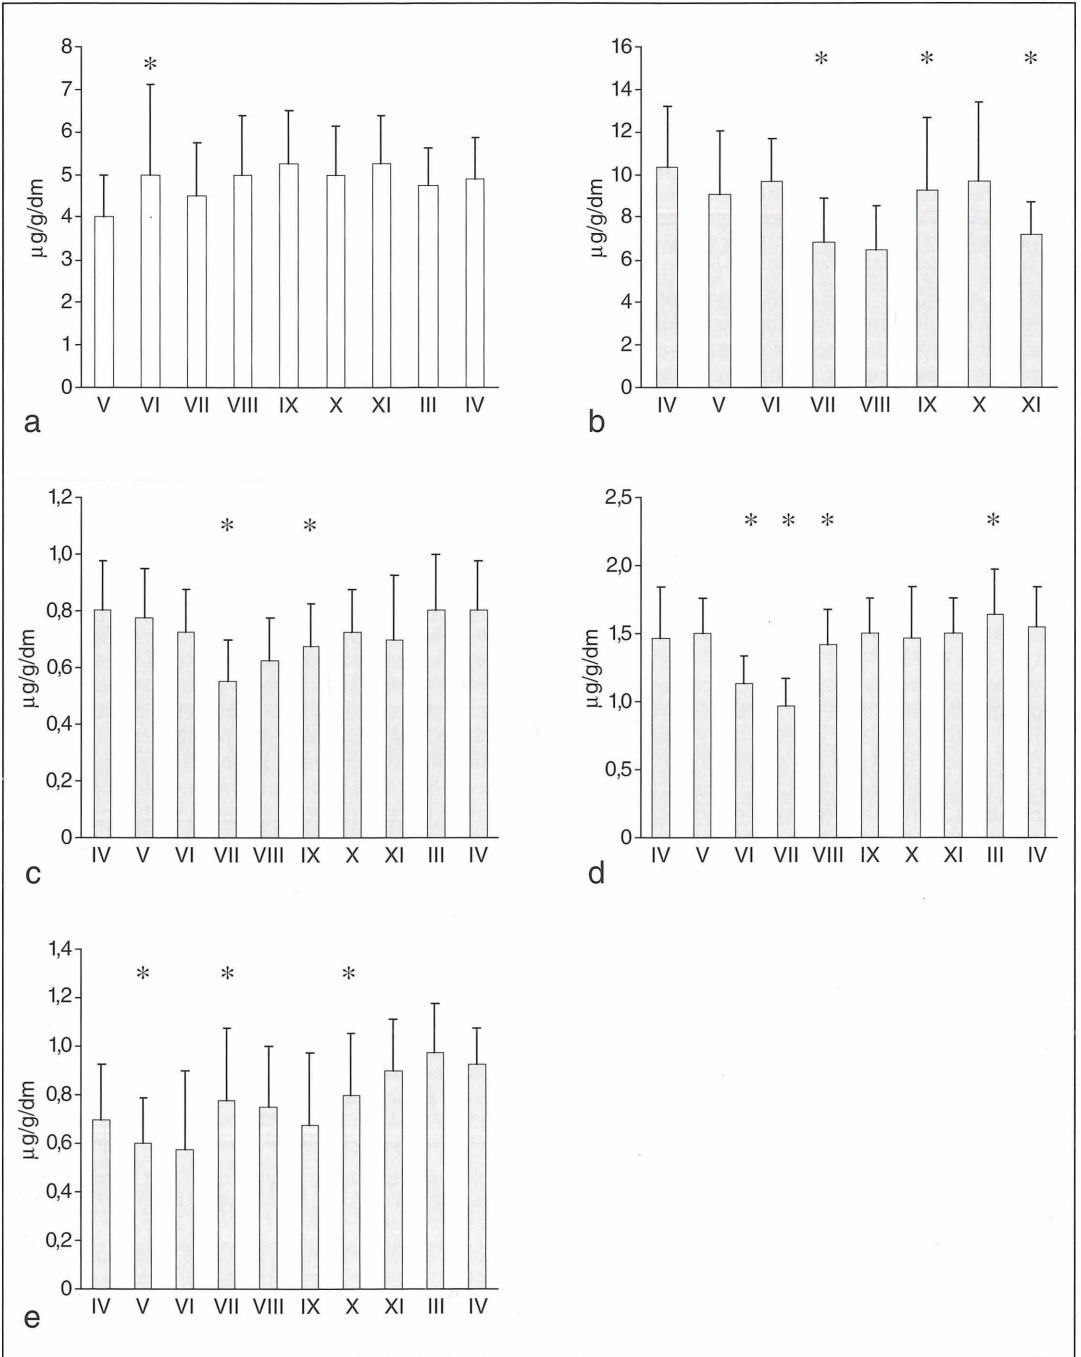 8
7
6
5
4
3
2
1
0
µg/g/dm
*
V VI VII VIII IX X XI III IV
a
16
14
12
10
8
6
4
2
0
µg/g/dm
* * *
IV V VI VII VIII IX X XI
b
1,2
1,0
0,8
0,6
0,4
0,2
0
µg/g/dm
* *
IV V VI VII VIII IX X XI III IV
c
2,5
2,0
1,5
1,0
0,5
0
µg/g/dm
* * * *
IV V VI VII VIII IX X XI III IV
d
1,4
1,2
1,0
0,8
0,6
0,4
0,2
0
µg/g/dm
* * *
IV V VI VII VIII IX X XI III IV
e